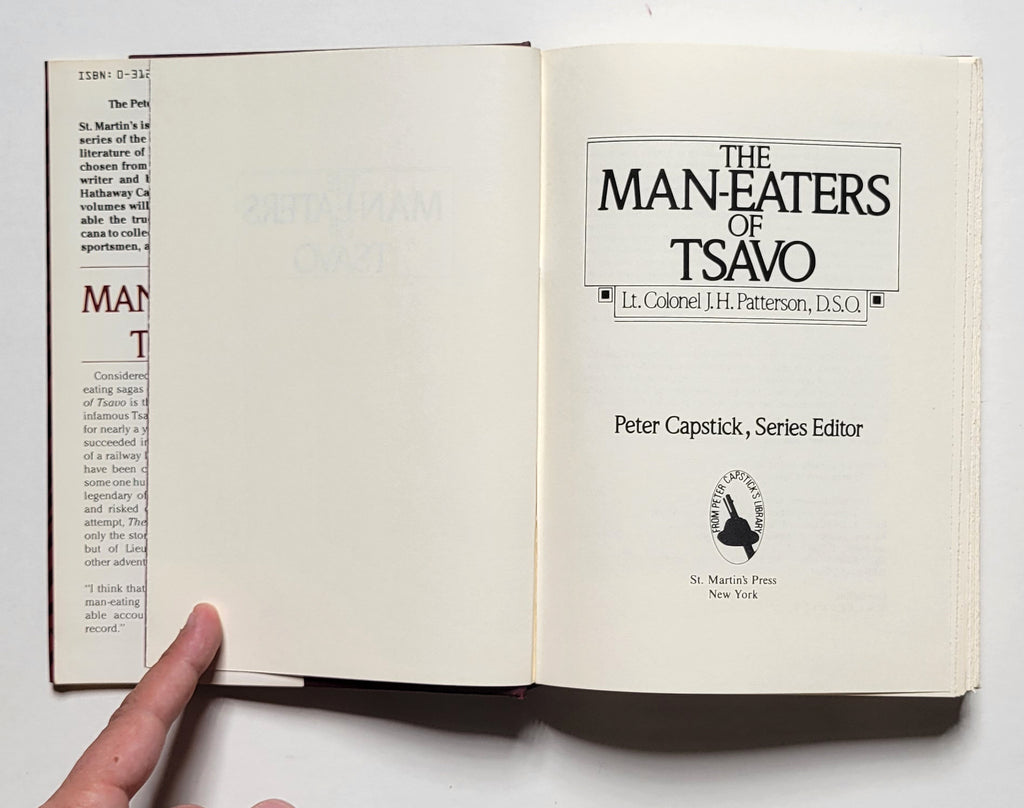 ISBN: 0-312
The Pet
St. Martin's is
series of the
literature of
chosen from
writer and
Hathaway Ca
volumes will
able the tru
cana to colle
sportsmen, a
MAN
T
Considered
eating sagas
of Tsavo is t
infamous Tsa
for nearly a y
succeeded i
of a railway
have been c
some one hu
legendary of
and risked
attempt, The
only the stor
but of Lieu
other advent
"I think that
man-eating
able accou
record."
THE
MAN-EATERS
OF
TSAVO
Lt. Colonel J.H. Patterson, D.S.O.
Peter Capstick, Series Editor
FROM PETER CAPSTICK'S LIBRARY
St. Martin's Press
New York